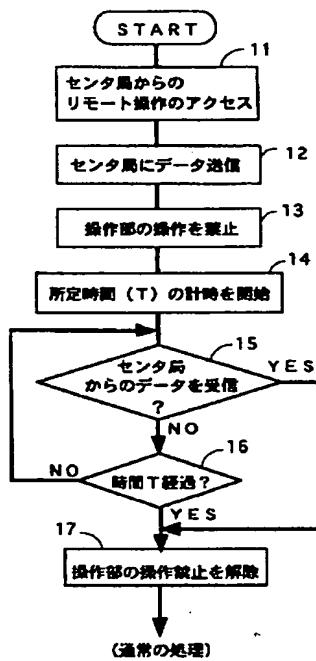 START
11
センタ局からの
リモート操作のアクセス
12
センタ局にデータ送信
13
操作部の操作を禁止
14
所定時間(T)の計時を開始
15
センタ局
からのデータを受信
?
YES
NO
16
時間T経過?
NO
YES
17
操作部の操作禁止を解除
(通常の処理)